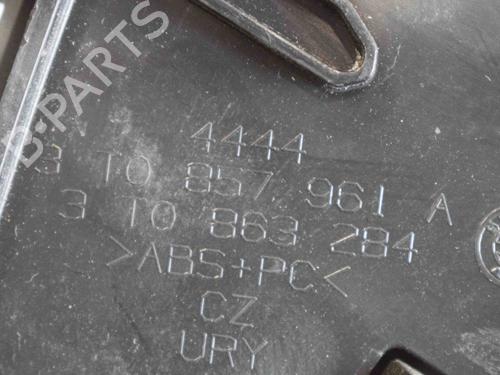 B-PARTS
4444
3 T0 857 961 A
3 T0 863 284
>ABS+PC<
CZ
URY